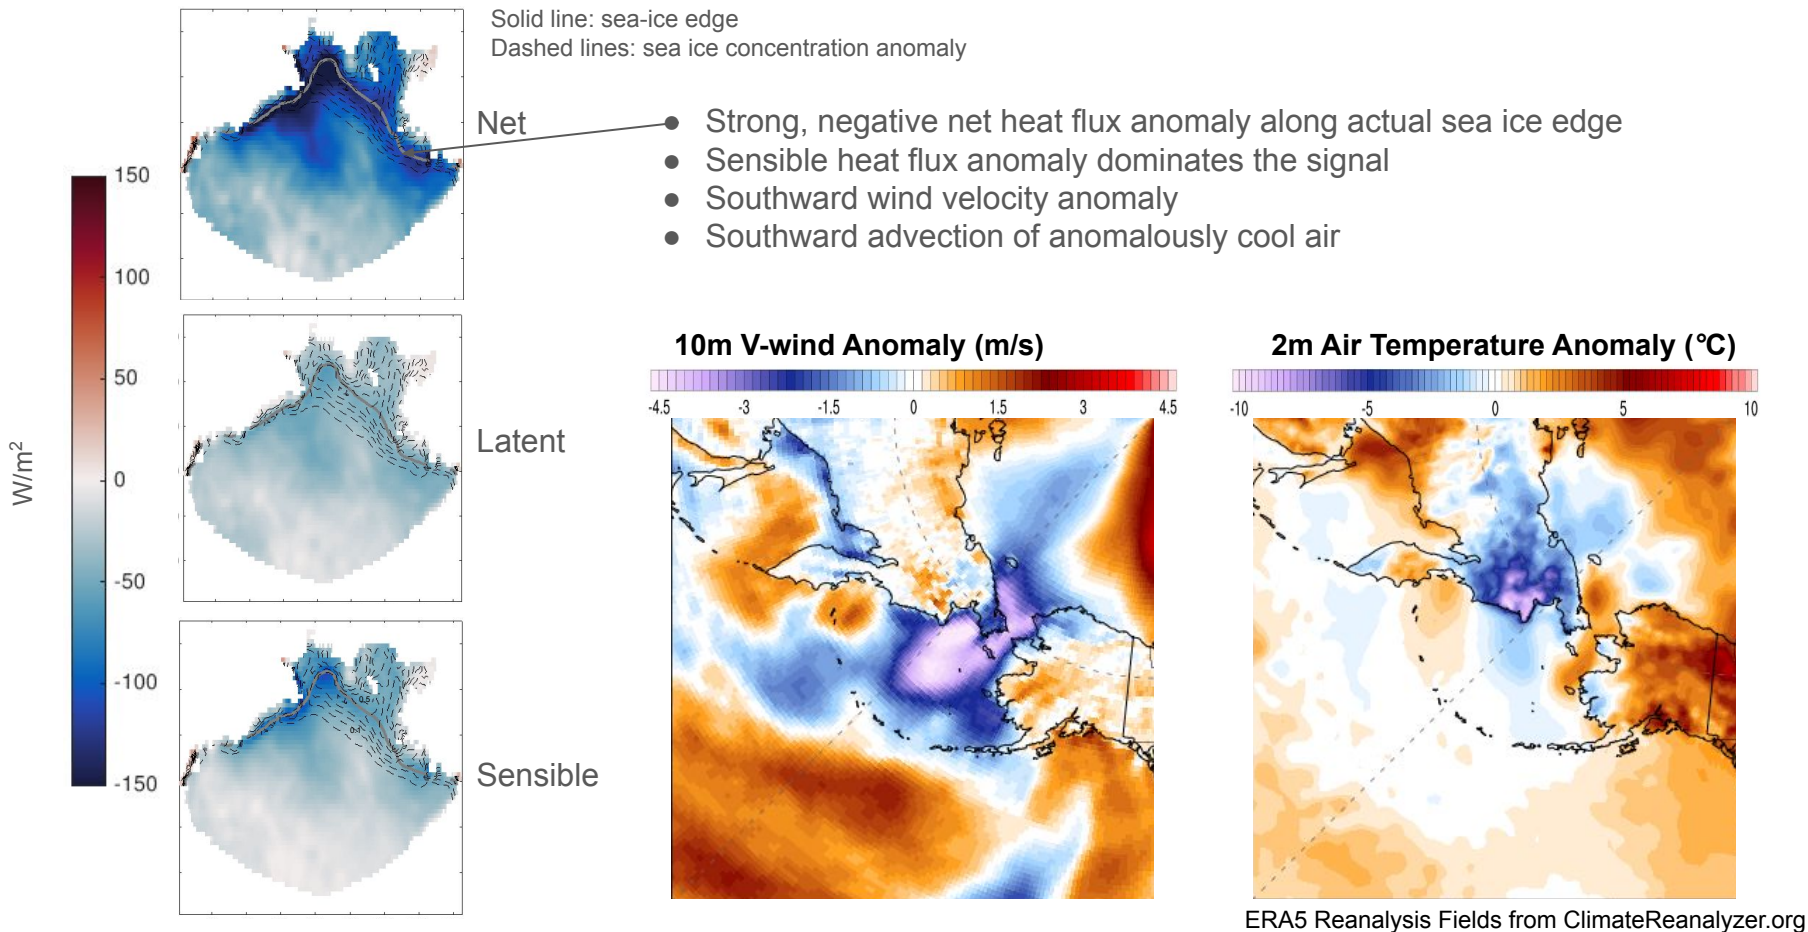 Solid line: sea-ice edge
Dashed lines: sea ice concentration anomaly
Net
● Strong, negative net heat flux anomaly along actual sea ice edge
● Sensible heat flux anomaly dominates the signal
● Southward wind velocity anomaly
● Southward advection of anomalously cool air
150
100
50
0
-50
-100
-150
W/m²
Latent
Sensible
10m V-wind Anomaly (m/s)
-4.5 -3 -1.5 0 1.5 3 4.5
2m Air Temperature Anomaly (°C)
-10 -5 0 5 10
ERA5 Reanalysis Fields from ClimateReanalyzer.org